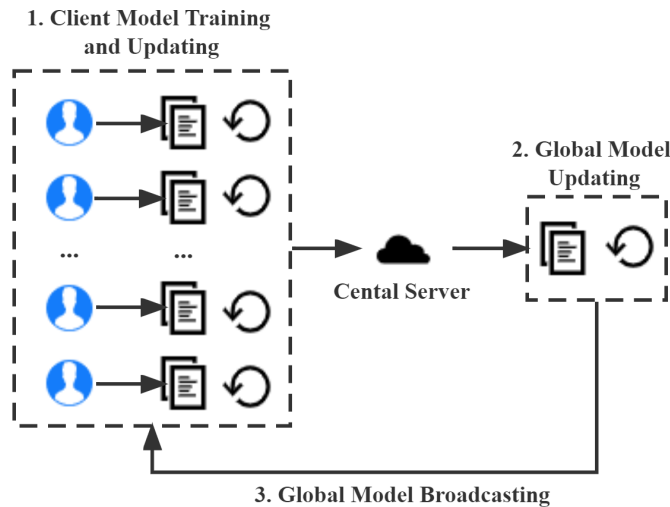 1. Client Model Training
and Updating
2. Global Model
Updating
...
...
Cental Server
3. Global Model Broadcasting